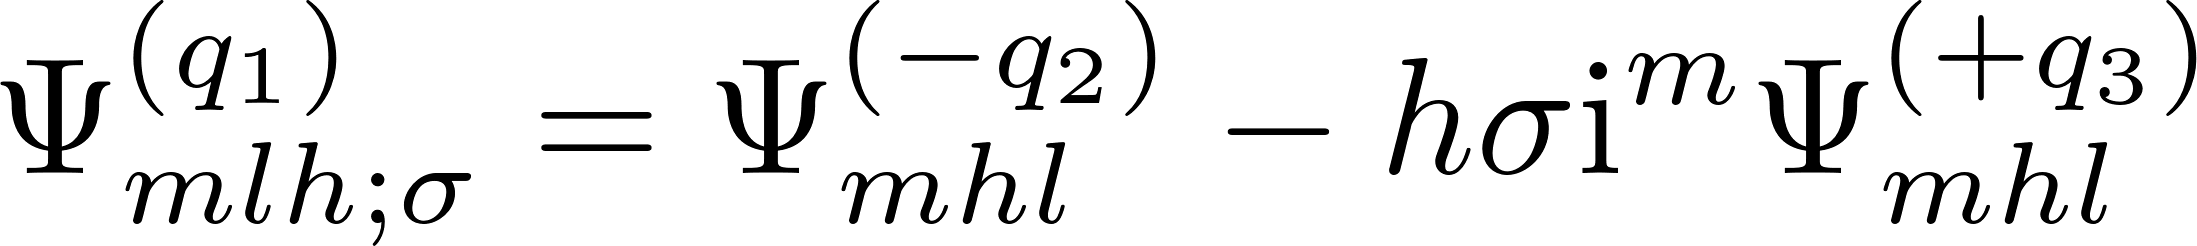 Ψ^{(q_1)}_{mlh;σ} = Ψ^{(-q_2)}_{mhl} − hσi^m Ψ^{(+q_3)}_{mhl}